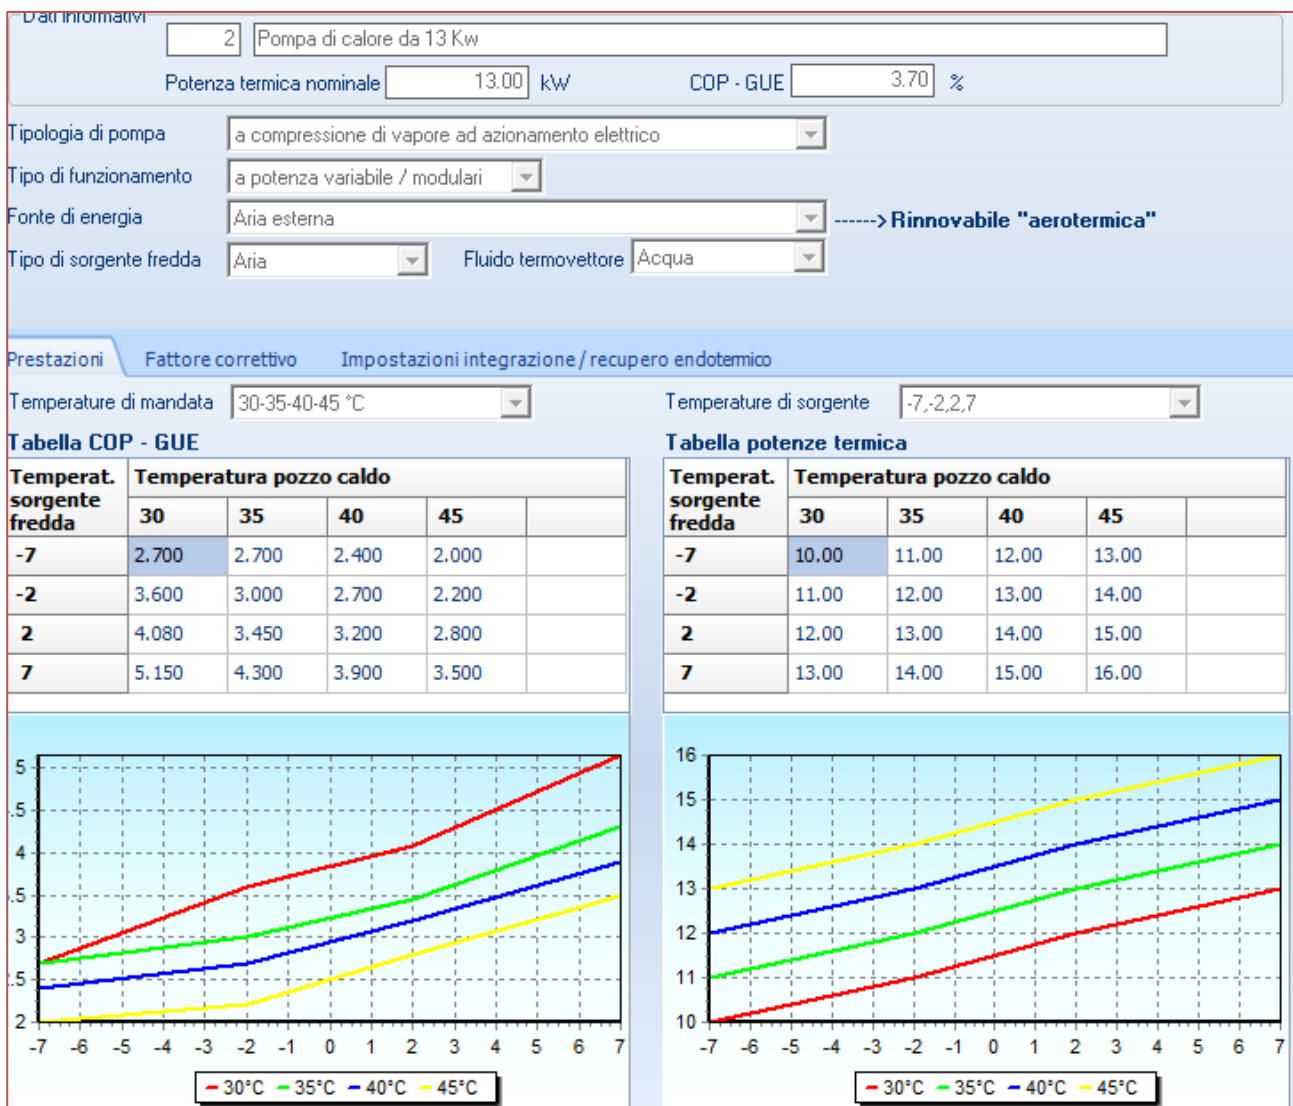 Dati informativi
2 Pompa di calore da 13 Kw
Potenza termica nominale 13.00 kW COP - GUE 3.70 %
Tipologia di pompa a compressione di vapore ad azionamento elettrico
Tipo di funzionamento a potenza variabile / modulari
Fonte di energia Aria esterna ------> Rinnovabile "aerotermica"
Tipo di sorgente fredda Aria Fluido termovettore Acqua
Prestazioni Fattore correttivo Impostazioni integrazione / recupero endotermico
Temperature di mandata 30-35-40-45 °C Temperature di sorgente -7,-2,2,7
Tabella COP - GUE
Temperat. sorgente fredda Temperatura pozzo caldo
30 35 40 45
-7 2.700 2.700 2.400 2.000
-2 3.600 3.000 2.700 2.200
2 4.080 3.450 3.200 2.800
7 5.150 4.300 3.900 3.500
Tabella potenze termica
Temperat. sorgente fredda Temperatura pozzo caldo
30 35 40 45
-7 10.00 11.00 12.00 13.00
-2 11.00 12.00 13.00 14.00
2 12.00 13.00 14.00 15.00
7 13.00 14.00 15.00 16.00
5
.5
4
.5
3
2.5
2
-7 -6 -5 -4 -3 -2 -1 0 1 2 3 4 5 6 7
30°C 35°C 40°C 45°C
16
15
14
13
12
11
10
-7 -6 -5 -4 -3 -2 -1 0 1 2 3 4 5 6 7
30°C 35°C 40°C 45°C